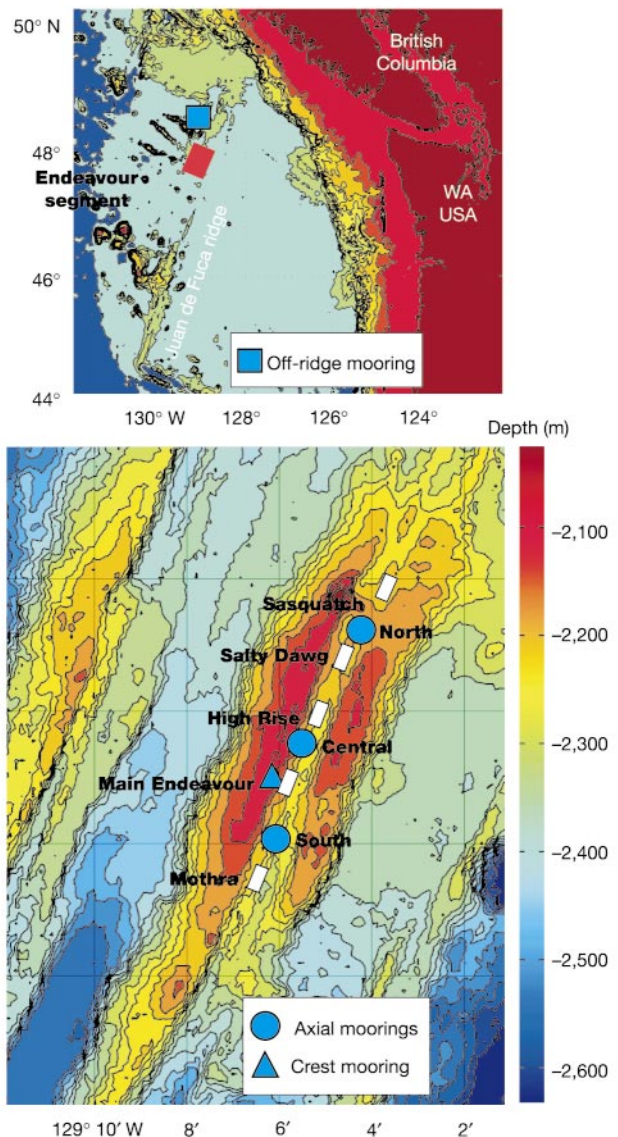 50° N
British
Columbia
48°
Endeavour
segment
WA
USA
46°
Juan de Fuca ridge
Off-ridge mooring
44°
130° W
128°
126°
124°
Depth (m)
–2,100
Sasquatch
North
–2,200
Salty Dawg
High Rise
Central
–2,300
Main Endeavour
South
–2,400
Mothra
–2,500
Axial moorings
Crest mooring
–2,600
129° 10′ W
8′
6′
4′
2′